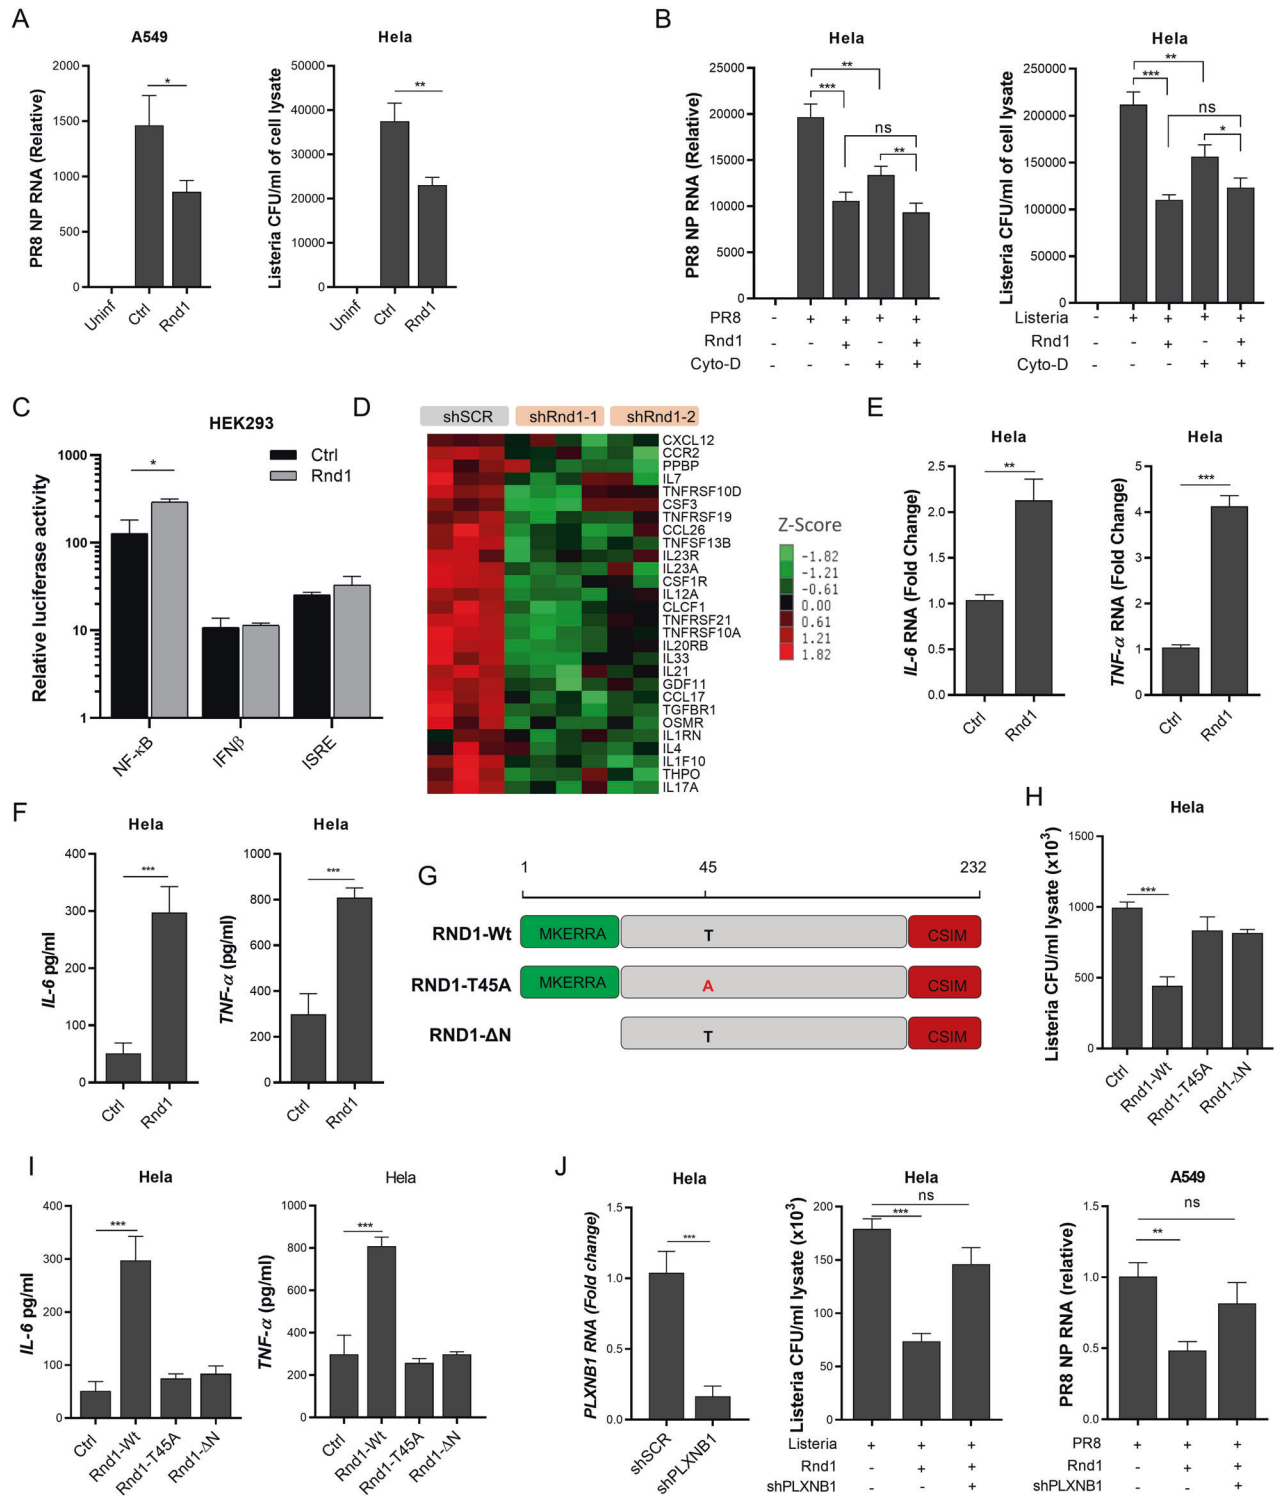 A
A549
PR8 NP RNA (Relative)
2000
1500
1000
500
0
*
Uninf
Ctrl
Rnd1
Hela
Listeria CFU/ml of cell lysate
50000
40000
30000
20000
10000
0
**
Uninf
Ctrl
Rnd1
B
Hela
PR8 NP RNA (Relative)
25000
20000
15000
10000
5000
0
**
***
ns
**
PR8 - + + + +
Rnd1 - - + - +
Cyto-D - - - + +
Hela
Listeria CFU/ml of cell lysate
250000
200000
150000
100000
50000
0
**
***
ns
*
Listeria - + + + +
Rnd1 - - + - +
Cyto-D - - - + +
C
HEK293
Relative luciferase activity
1000
100
10
1
*
Ctrl
Rnd1
NF-κB
IFNβ
ISRE
D
shSCR
shRnd1-1
shRnd1-2
CXCL12
CCR2
PPBP
IL7
TNFRSF10D
CSF3
TNFRSF19
CCL26
TNFSF13B
IL23R
IL23A
CSF1R
IL12A
CLCF1
TNFRSF21
TNFRSF10A
IL20RB
IL33
IL21
GDF11
CCL17
TGFBR1
OSMR
IL1RN
IL4
IL1F10
THPO
IL17A
Z-Score
-1.82
-1.21
-0.61
0.00
0.61
1.21
1.82
E
Hela
IL-6 RNA (Fold Change)
2.5
2.0
1.5
1.0
0.5
0.0
**
Ctrl
Rnd1
Hela
TNF-α RNA (Fold Change)
5
4
3
2
1
0
***
Ctrl
Rnd1
F
Hela
IL-6 pg/ml
400
300
200
100
0
***
Ctrl
Rnd1
Hela
TNF-α (pg/ml)
1000
800
600
400
200
0
***
Ctrl
Rnd1
G
1 45 232
RND1-Wt MKERRA T CSIM
RND1-T45A MKERRA A CSIM
RND1-ΔN T CSIM
H
Hela
Listeria CFU/ml lysate (x10³)
1500
1000
500
0
***
Ctrl
Rnd1-Wt
Rnd1-T45A
Rnd1-ΔN
I
Hela
IL-6 pg/ml
400
300
200
100
0
***
Ctrl
Rnd1-Wt
Rnd1-T45A
Rnd1-ΔN
Hela
TNF-α (pg/ml)
1000
800
600
400
200
0
***
Ctrl
Rnd1-Wt
Rnd1-T45A
Rnd1-ΔN
J
Hela
PLXNB1 RNA (Fold change)
1.5
1.0
0.5
0.0
***
shSCR
shPLXNB1
Hela
Listeria CFU/ml lysate (x10³)
200
150
100
50
0
ns
***
Listeria + + +
Rnd1 - + +
shPLXNB1 - - +
A549
PR8 NP RNA (relative)
1.5
1.0
0.5
0.0
ns
**
PR8 + + +
Rnd1 - + +
shPLXNB1 - - +